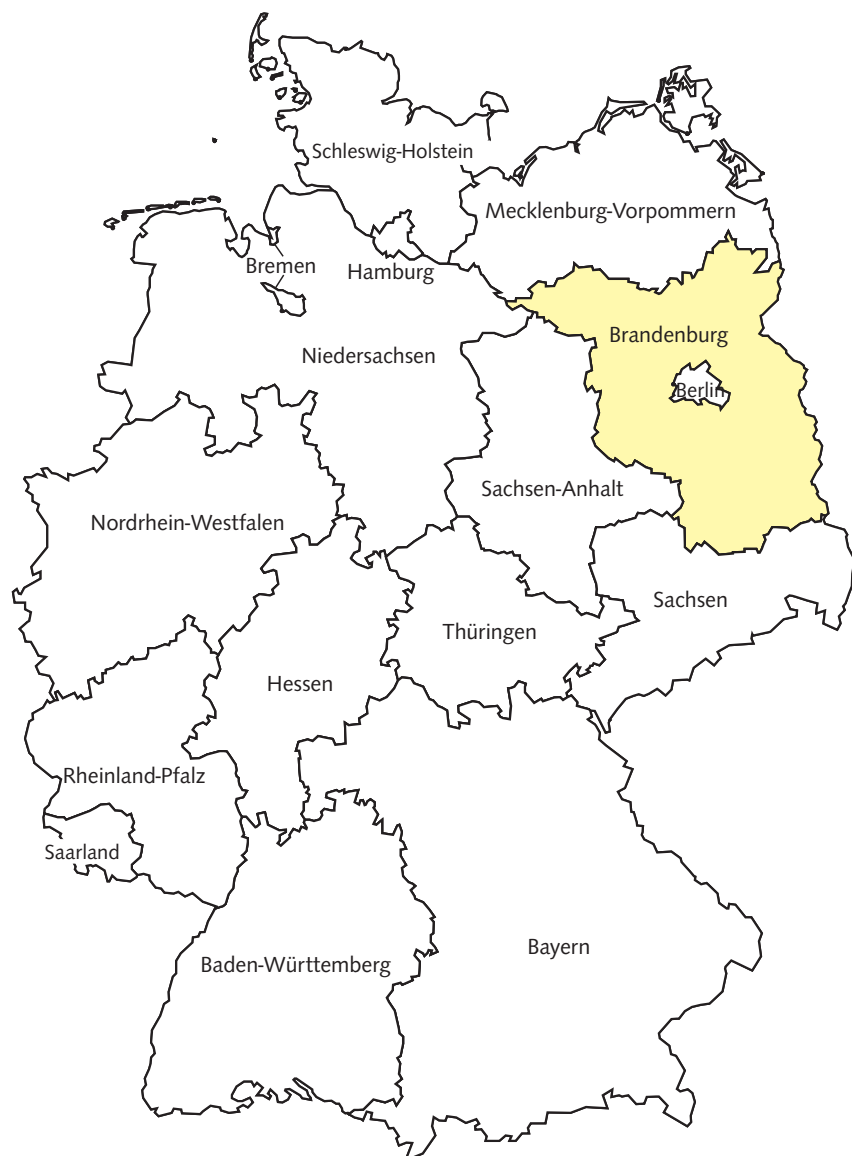 Schleswig-Holstein
Mecklenburg-Vorpommern
Bremen
Hamburg
Brandenburg
Niedersachsen
Berlin
Sachsen-Anhalt
Nordrhein-Westfalen
Sachsen
Thüringen
Hessen
Rheinland-Pfalz
Saarland
Bayern
Baden-Württemberg